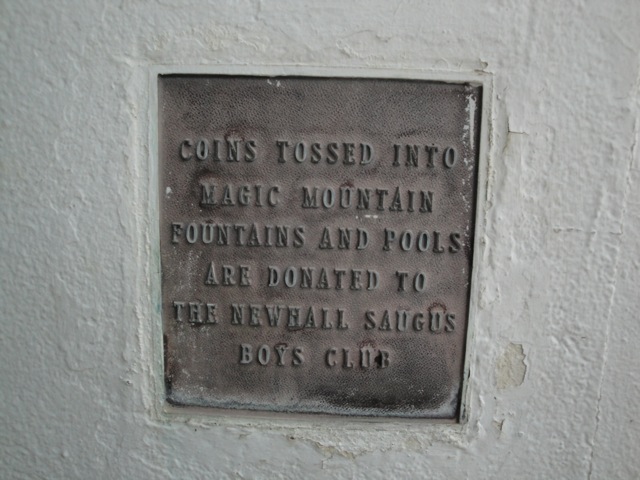 COINS TOSSED INTO
MAGIC MOUNTAIN
FOUNTAINS AND POOLS
ARE DONATED TO
THE NEWHALL SAUGUS
BOYS CLUB